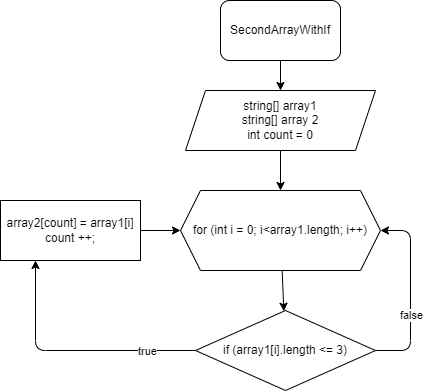 SecondArrayWithIf
string[] array1
string[] array 2
int count = 0
array2[count] = array1[i]
count ++;
for (int i = 0; i<array1.length; i++)
false
true
if (array1[i].length <= 3)